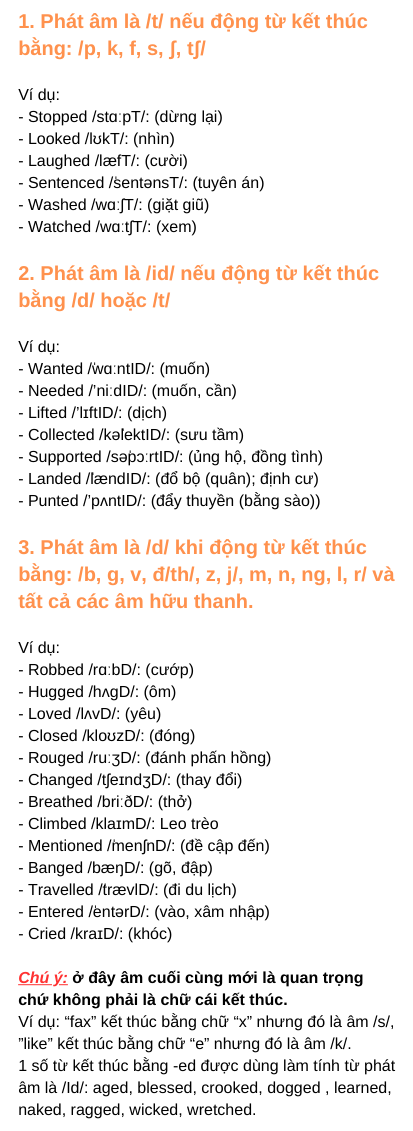 1. Phát âm là /t/ nếu động từ kết thúc
bằng: /p, k, f, s, ʃ, tʃ/
Ví dụ:
- Stopped /stɑːpT/: (dừng lại)
- Looked /lʊkT/: (nhìn)
- Laughed /læfT/: (cười)
- Sentenced /ˈsentənsT/: (tuyên án)
- Washed /wɑːʃT/: (giặt giũ)
- Watched /wɑːtʃT/: (xem)
2. Phát âm là /id/ nếu động từ kết thúc
bằng /d/ hoặc /t/
Ví dụ:
- Wanted /ˈwɑːntID/: (muốn)
- Needed /'niːdID/: (muốn, cần)
- Lifted /'lɪftID/: (dịch)
- Collected /kəˈlektID/: (sưu tầm)
- Supported /səˈpɔːrtID/: (ủng hộ, đồng tình)
- Landed /ˈlændID/: (đổ bộ (quân); định cư)
- Punted /'pʌntID/: (đẩy thuyền (bằng sào))
3. Phát âm là /d/ khi động từ kết thúc
bằng: /b, g, v, đ/th/, z, j/, m, n, ng, l, r/ và
tất cả các âm hữu thanh.
Ví dụ:
- Robbed /rɑːbD/: (cướp)
- Hugged /hʌgD/: (ôm)
- Loved /lʌvD/: (yêu)
- Closed /kloʊzD/: (đóng)
- Rouged /ruːʒD/: (đánh phấn hồng)
- Changed /tʃeɪndʒD/: (thay đổi)
- Breathed /briːðD/: (thở)
- Climbed /klaɪmD/: Leo trèo
- Mentioned /ˈmenʃnD/: (đề cập đến)
- Banged /bæŋD/: (gõ, đập)
- Travelled /ˈtrævlD/: (đi du lịch)
- Entered /ˈentərD/: (vào, xâm nhập)
- Cried /kraɪD/: (khóc)
Chú ý: ở đây âm cuối cùng mới là quan trọng
chứ không phải là chữ cái kết thúc.
Ví dụ: “fax” kết thúc bằng chữ “x” nhưng đó là âm /s/,
”like” kết thúc bằng chữ “e” nhưng đó là âm /k/.
1 số từ kết thúc bằng -ed được dùng làm tính từ phát
âm là /Id/: aged, blessed, crooked, dogged , learned,
naked, ragged, wicked, wretched.